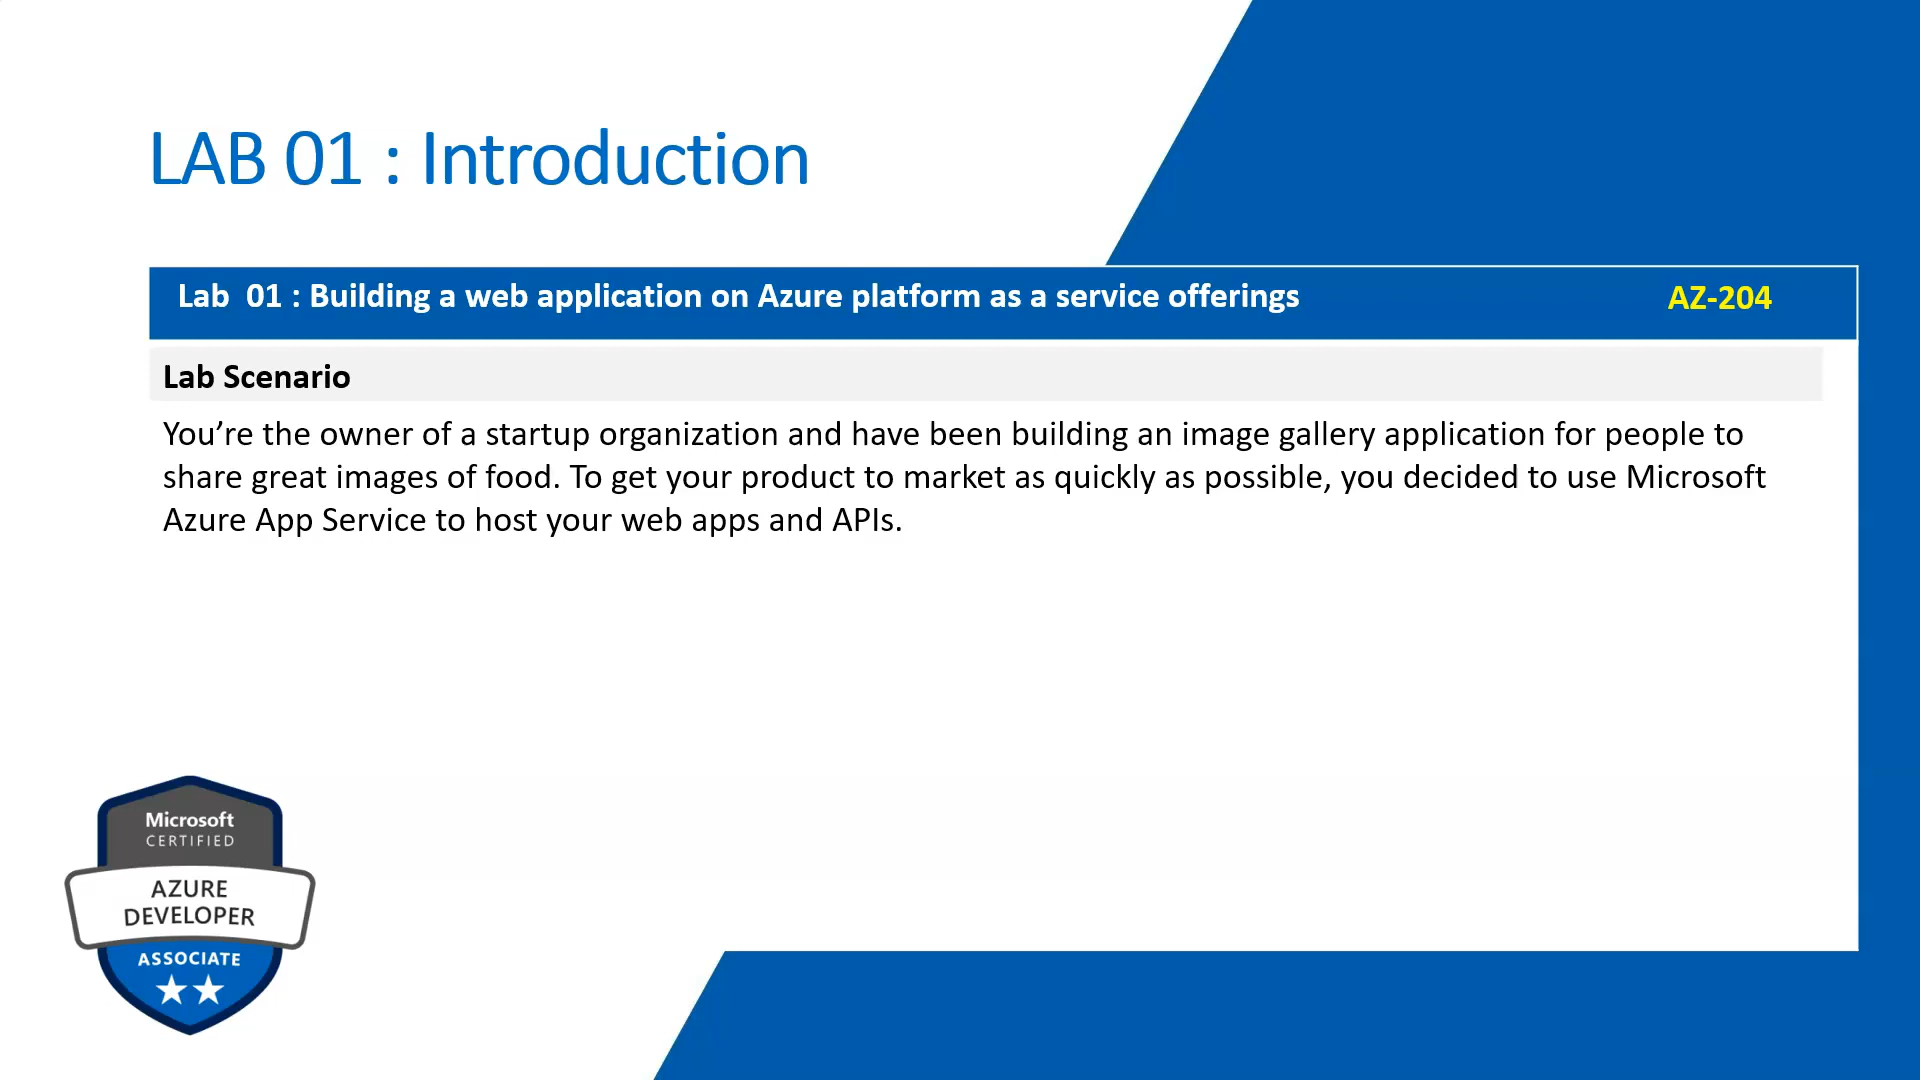 LAB 01 : Introduction
Lab 01 : Building a web application on Azure platform as a service offerings
AZ-204
Lab Scenario
You’re the owner of a startup organization and have been building an image gallery application for people to
share great images of food. To get your product to market as quickly as possible, you decided to use Microsoft
Azure App Service to host your web apps and APIs.
Microsoft
CERTIFIED
AZURE
DEVELOPER
ASSOCIATE